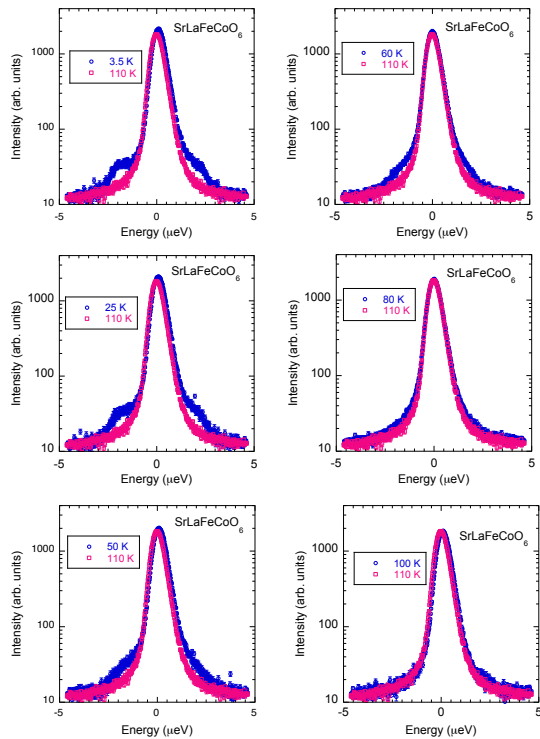 SrLaFeCoO6
3.5 K
110 K
Intensity (arb. units)
1000
100
10
-5
0
5
Energy (μeV)
SrLaFeCoO6
60 K
110 K
Intensity (arb. units)
1000
100
10
-5
0
5
Energy (μeV)
SrLaFeCoO6
25 K
110 K
Intensity (arb. units)
1000
100
10
-5
0
5
Energy (μeV)
SrLaFeCoO6
80 K
110 K
Intensity (arb. units)
1000
100
10
-5
0
5
Energy (μeV)
SrLaFeCoO6
50 K
110 K
Intensity (arb. units)
1000
100
10
-5
0
5
Energy (μeV)
SrLaFeCoO6
100 K
110 K
Intensity (arb. units)
1000
100
10
-5
0
5
Energy (μeV)